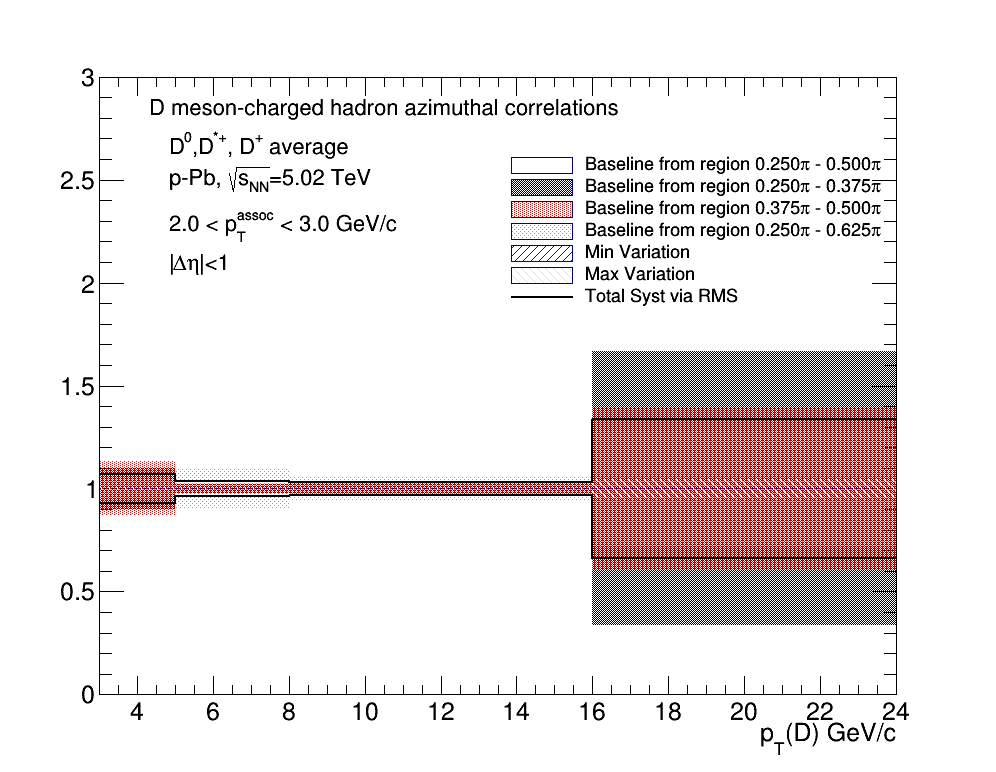 D meson-charged hadron azimuthal correlations
D⁰,D*⁺, D⁺ average
p-Pb, √sNN=5.02 TeV
2.0 < pTassoc < 3.0 GeV/c
|Δη|<1
Baseline from region 0.250π - 0.500π
Baseline from region 0.250π - 0.375π
Baseline from region 0.375π - 0.500π
Baseline from region 0.250π - 0.625π
Min Variation
Max Variation
Total Syst via RMS
3
2.5
2
1.5
1
0.5
0
4 6 8 10 12 14 16 18 20 22 24
pT(D) GeV/c